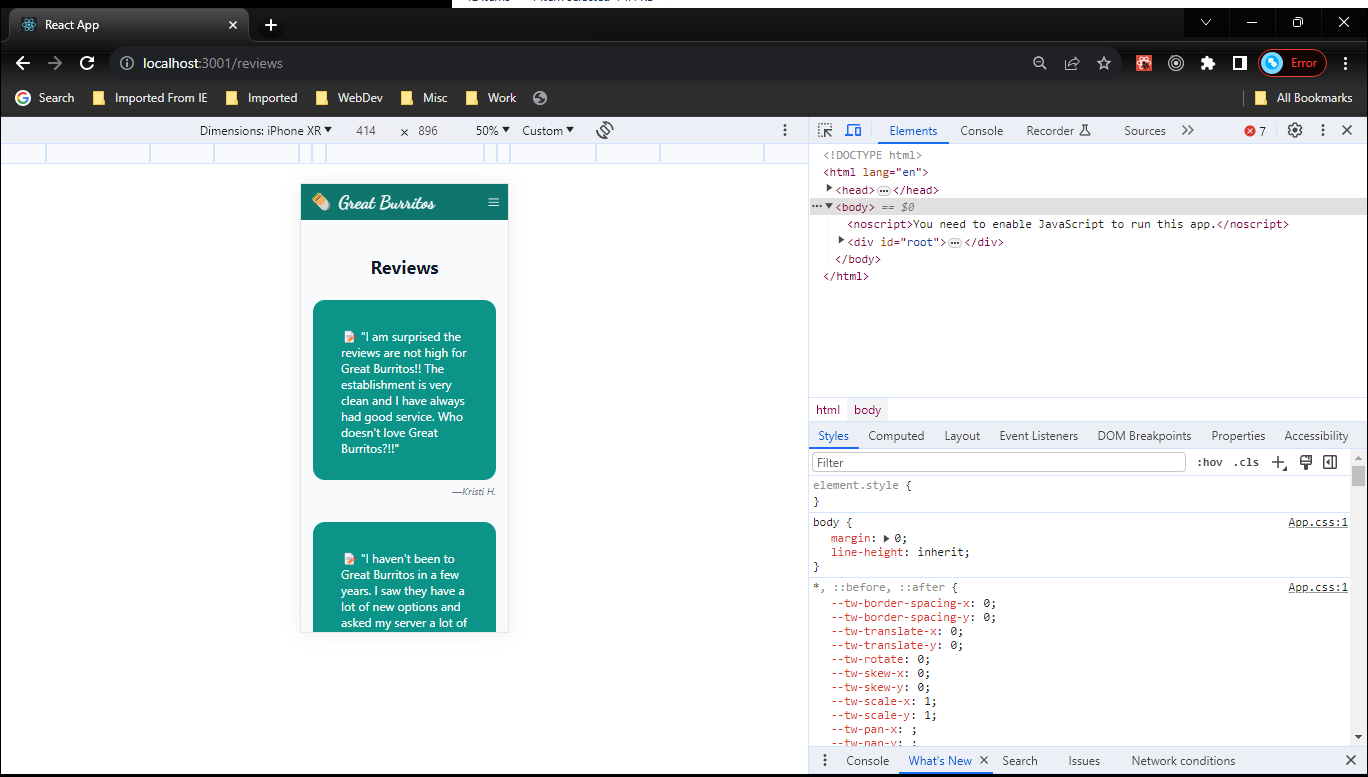 React App
localhost:3001/reviews
Error
Search Imported From IE Imported WebDev Misc Work All Bookmarks
Dimensions: iPhone XR 414 × 896 50% Custom
Elements Console Recorder Sources 7
Great Burritos
Reviews
"I am surprised the
reviews are not high for
Great Burritos!! The
establishment is very
clean and I have always
had good service. Who
doesn't love Great
Burritos?!!"
—Kristi H.
"I haven't been to
Great Burritos in a few
years. I saw they have a
lot of new options and
asked my server a lot of
<!DOCTYPE html>
<html lang="en">
<head> … </head>
… <body> == $0
<noscript>You need to enable JavaScript to run this app.</noscript>
<div id="root"> … </div>
</body>
</html>
html body
Styles Computed Layout Event Listeners DOM Breakpoints Properties Accessibility
Filter :hov .cls
element.style {
}
body { App.css:1
margin: 0;
line-height: inherit;
}
*, ::before, ::after { App.css:1
--tw-border-spacing-x: 0;
--tw-border-spacing-y: 0;
--tw-translate-x: 0;
--tw-translate-y: 0;
--tw-rotate: 0;
--tw-skew-x: 0;
--tw-skew-y: 0;
--tw-scale-x: 1;
--tw-scale-y: 1;
--tw-pan-x: ;
--tw-pan-y: ;
Console What's New Search Issues Network conditions